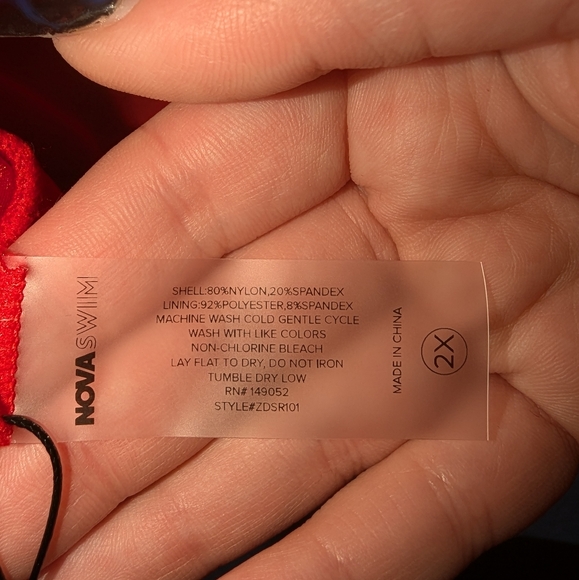 NOVASWIM
SHELL:80%NYLON,20%SPANDEX
LINING:92%POLYESTER,8%SPANDEX
MACHINE WASH COLD GENTLE CYCLE
WASH WITH LIKE COLORS
NON-CHLORINE BLEACH
LAY FLAT TO DRY, DO NOT IRON
TUMBLE DRY LOW
RN# 149052
STYLE#ZDSR101
MADE IN CHINA
2X